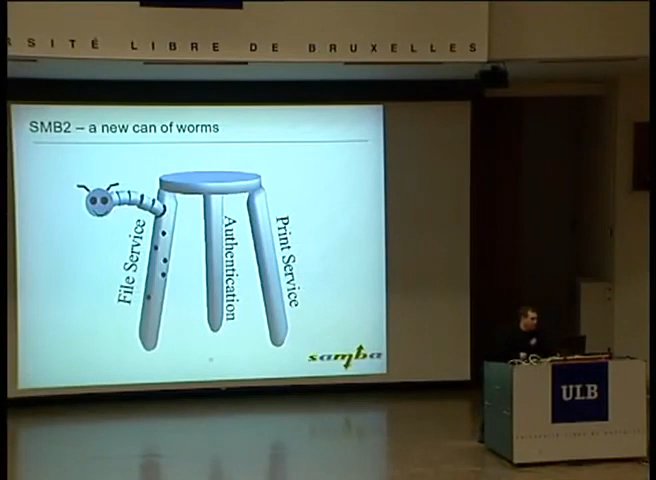 SITÉ LIBRE DE BRUXELLES
SMB2 – a new can of worms
File Service
Authentication
Print Service
samba
ULB